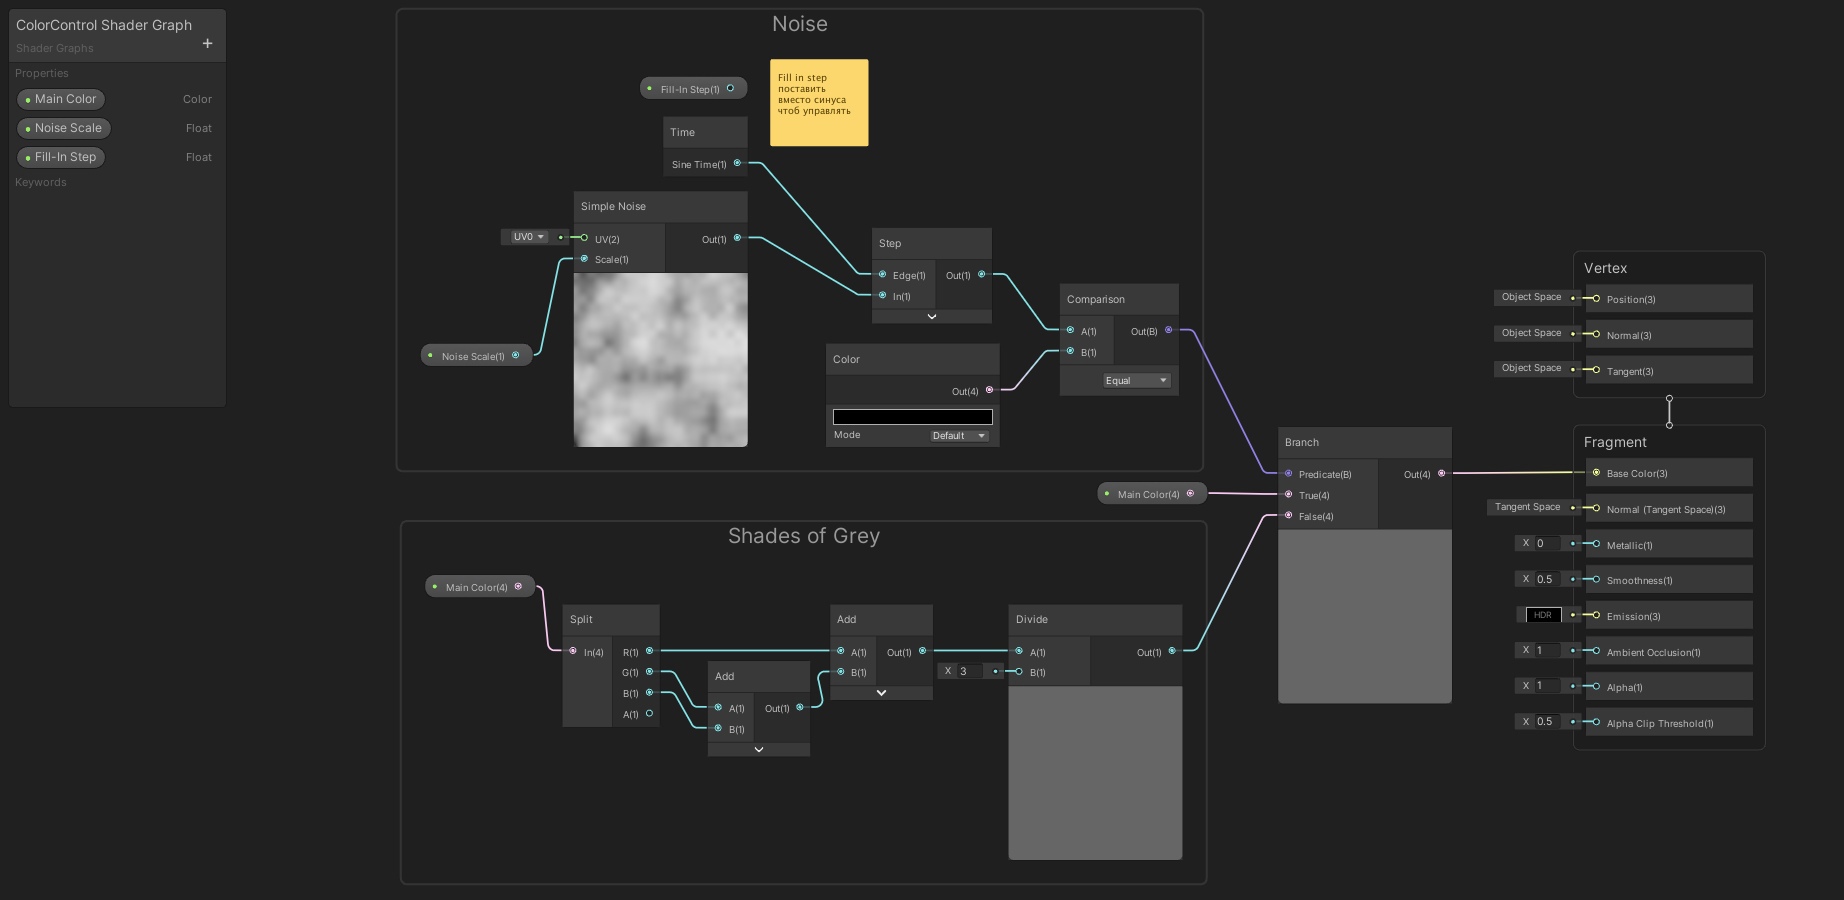 ColorControl Shader Graph
Shader Graphs
+
Properties
Main Color Color
Noise Scale Float
Fill-In Step Float
Keywords
Noise
Fill-In Step(1)
Fill in step
поставить
вместо синуса
чтоб управлять
Time
Sine Time(1)
Simple Noise
UV0
UV(2)
Out(1)
Scale(1)
Noise Scale(1)
Step
Edge(1) Out(1)
In(1)
Color
Out(4)
Mode Default
Comparison
A(1) Out(B)
B(1)
Equal
Main Color(4)
Branch
Predicate(B) Out(4)
True(4)
False(4)
Shades of Grey
Main Color(4)
Split
In(4) R(1)
G(1)
B(1)
A(1)
Add
A(1) Out(1)
B(1)
Add
A(1) Out(1)
B(1)
Divide
A(1) Out(1)
X 3 B(1)
Vertex
Object Space Position(3)
Object Space Normal(3)
Object Space Tangent(3)
Fragment
Base Color(3)
Tangent Space Normal (Tangent Space)(3)
X 0 Metallic(1)
X 0.5 Smoothness(1)
HDR Emission(3)
X 1 Ambient Occlusion(1)
X 1 Alpha(1)
X 0.5 Alpha Clip Threshold(1)